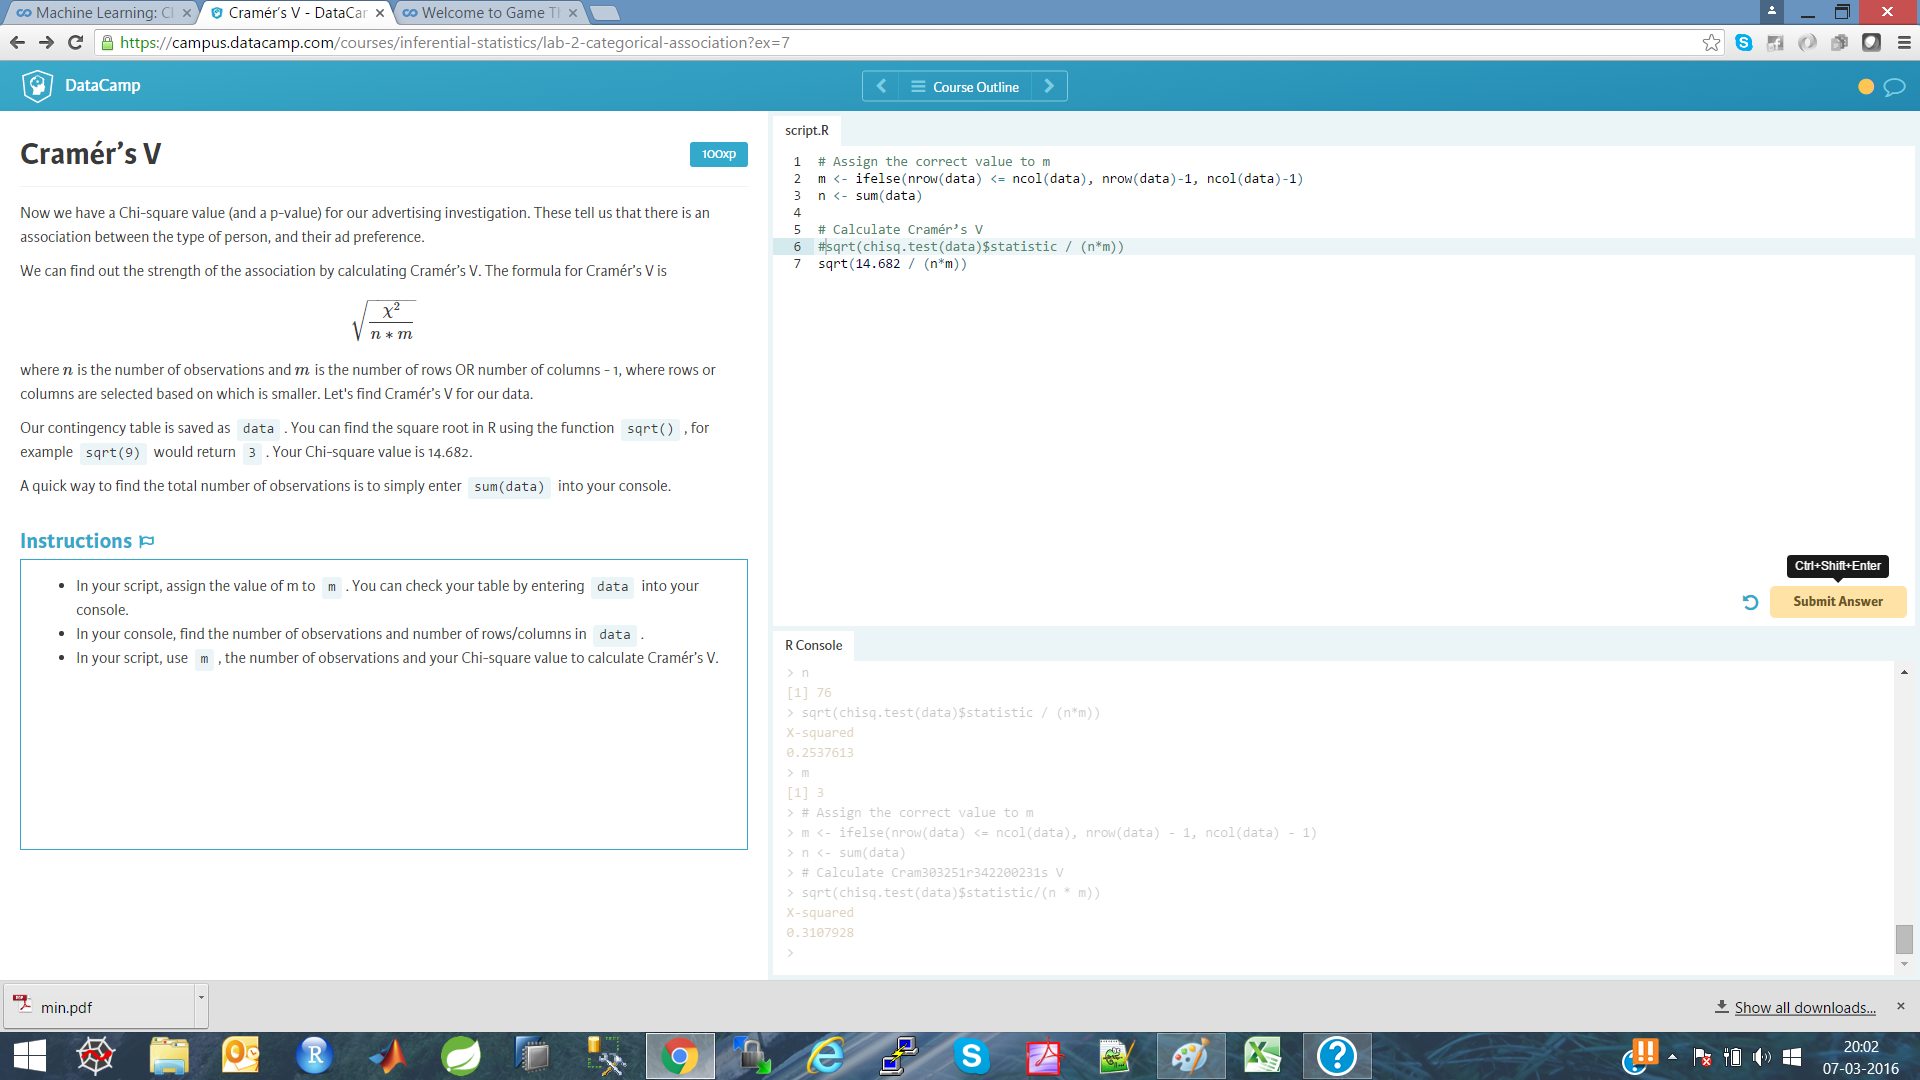 Machine Learning: Cl
Cramér's V - DataCar
Welcome to Game Th
https://campus.datacamp.com/courses/inferential-statistics/lab-2-categorical-association?ex=7
DataCamp
Course Outline
Cramér's V
100xp
Now we have a Chi-square value (and a p-value) for our advertising investigation. These tell us that there is an
association between the type of person, and their ad preference.
We can find out the strength of the association by calculating Cramér's V. The formula for Cramér's V is
√(χ² / n ∗ m)
where n is the number of observations and m is the number of rows OR number of columns - 1, where rows or
columns are selected based on which is smaller. Let's find Cramér's V for our data.
Our contingency table is saved as data . You can find the square root in R using the function sqrt() , for
example sqrt(9) would return 3 . Your Chi-square value is 14.682.
A quick way to find the total number of observations is to simply enter sum(data) into your console.
Instructions
• In your script, assign the value of m to m . You can check your table by entering data into your
console.
• In your console, find the number of observations and number of rows/columns in data .
• In your script, use m , the number of observations and your Chi-square value to calculate Cramér's V.
script.R
1 # Assign the correct value to m
2 m <- ifelse(nrow(data) <= ncol(data), nrow(data)-1, ncol(data)-1)
3 n <- sum(data)
4
5 # Calculate Cramér’s V
6 #sqrt(chisq.test(data)$statistic / (n*m))
7 sqrt(14.682 / (n*m))
Ctrl+Shift+Enter
Submit Answer
R Console
> n
[1] 76
> sqrt(chisq.test(data)$statistic / (n*m))
X-squared
0.2537613
> m
[1] 3
> # Assign the correct value to m
> m <- ifelse(nrow(data) <= ncol(data), nrow(data) - 1, ncol(data) - 1)
> n <- sum(data)
> # Calculate Cram303251r342200231s V
> sqrt(chisq.test(data)$statistic/(n * m))
X-squared
0.3107928
>
min.pdf
Show all downloads...
20:02
07-03-2016